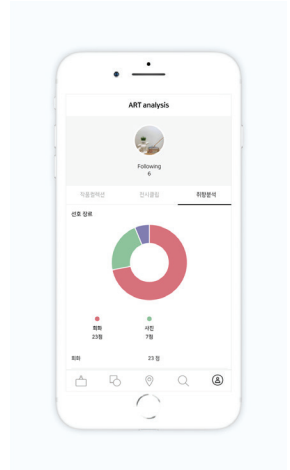 ART analysis
Following
6
작품컬렉션 전시클립 취향분석
선호 장르
회화 사진
23점 7점
회화 23 점